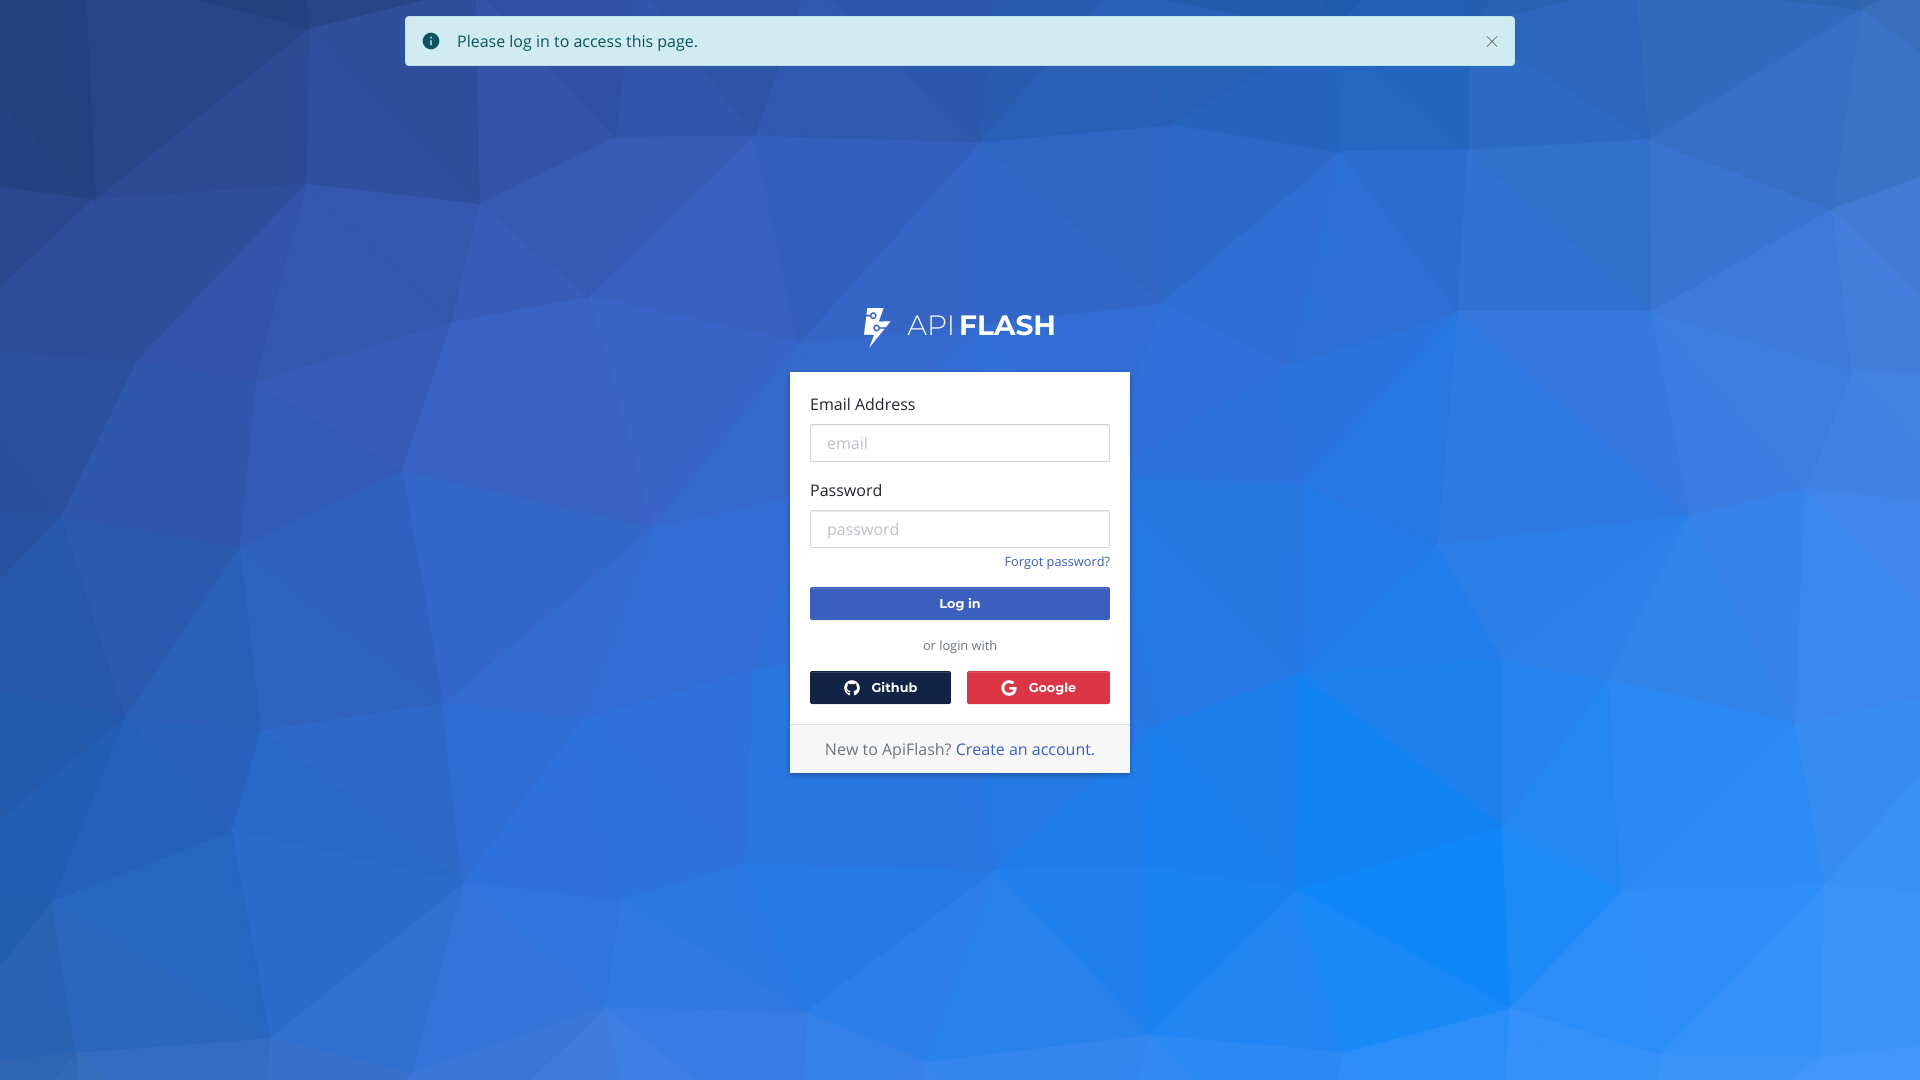 Please log in to access this page.
API FLASH
Email Address
email
Password
password
Forgot password?
Log in
or login with
Github
Google
New to ApiFlash? Create an account.